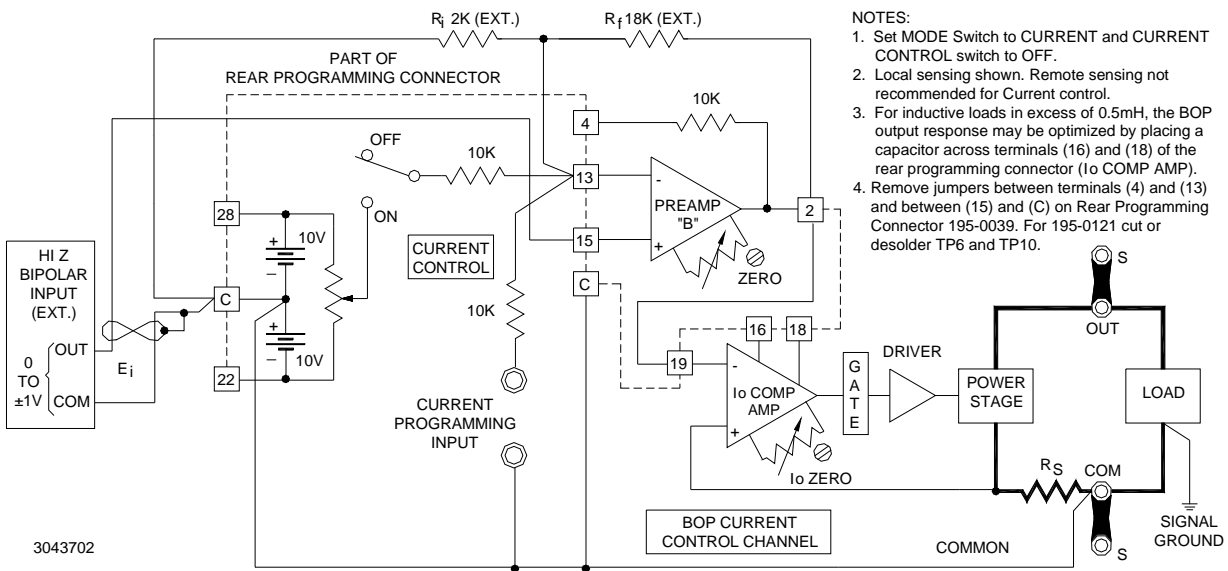 Ri 2K (EXT.)
Rf 18K (EXT.)
NOTES:
1. Set MODE Switch to CURRENT and CURRENT
CONTROL switch to OFF.
2. Local sensing shown. Remote sensing not
recommended for Current control.
3. For inductive loads in excess of 0.5mH, the BOP
output response may be optimized by placing a
capacitor across terminals (16) and (18) of the
rear programming connector (Io COMP AMP).
4. Remove jumpers between terminals (4) and (13)
and between (15) and (C) on Rear Programming
Connector 195-0039. For 195-0121 cut or
desolder TP6 and TP10.
PART OF
REAR PROGRAMMING CONNECTOR
4
10K
OFF
10K
13
-
PREAMP
"B"
2
ON
28
+
10V
–
CURRENT
CONTROL
15
+
ZERO
C
HI Z
BIPOLAR
INPUT
(EXT.)
OUT
0
TO
±1V
COM
Ei
C
+
10V
–
22
10K
CURRENT
PROGRAMMING
INPUT
16
18
19
-
Io COMP
AMP
+
Io ZERO
GATE
DRIVER
POWER
STAGE
S
OUT
LOAD
RS
COM
S
SIGNAL
GROUND
BOP CURRENT
CONTROL CHANNEL
COMMON
3043702